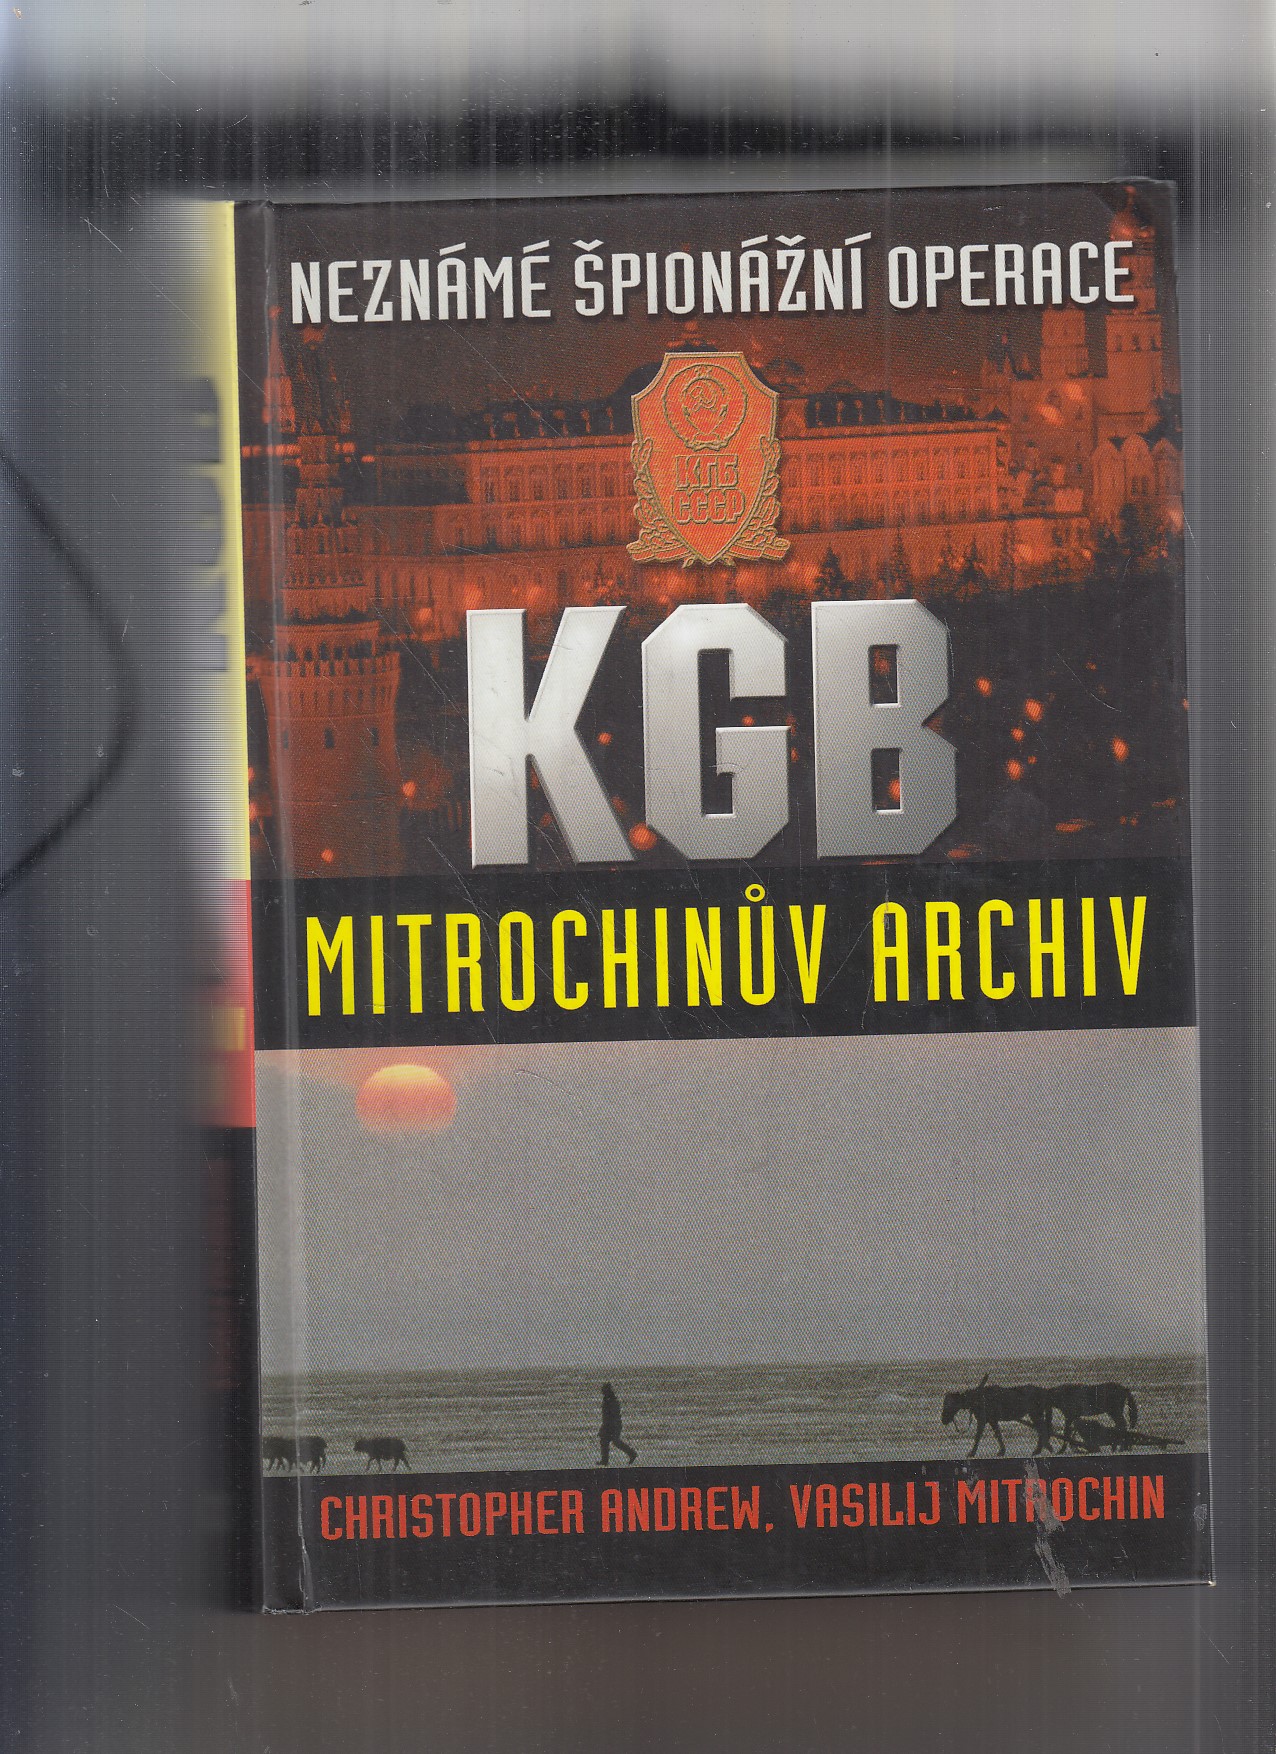 NEZNÁMÉ ŠPIONÁŽNÍ OPERACE
КГБ
СССР
KGB
MITROCHINŮV ARCHIV
CHRISTOPHER ANDREW, VASILIJ MITROCHIN